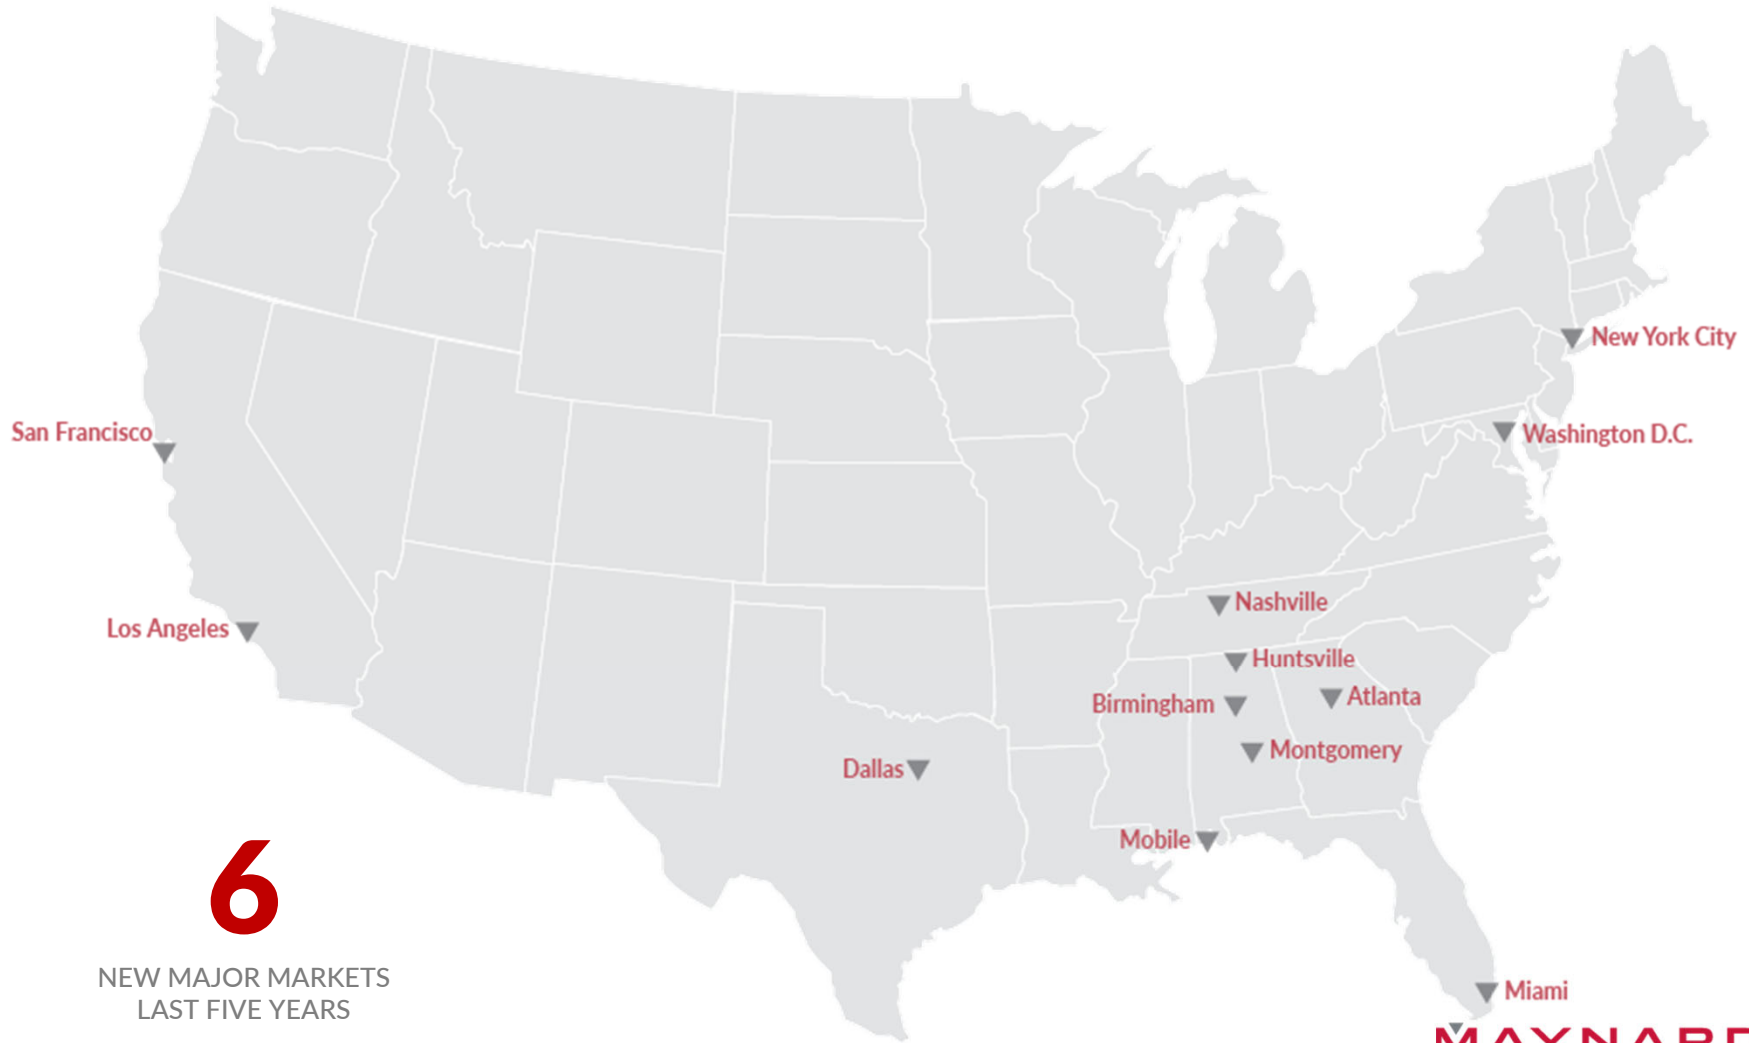 New York City
San Francisco
Washington D.C.
Nashville
Los Angeles
Huntsville
Atlanta
Birmingham
Montgomery
Dallas
Mobile
6
NEW MAJOR MARKETS
LAST FIVE YEARS
Miami
MAYNARD